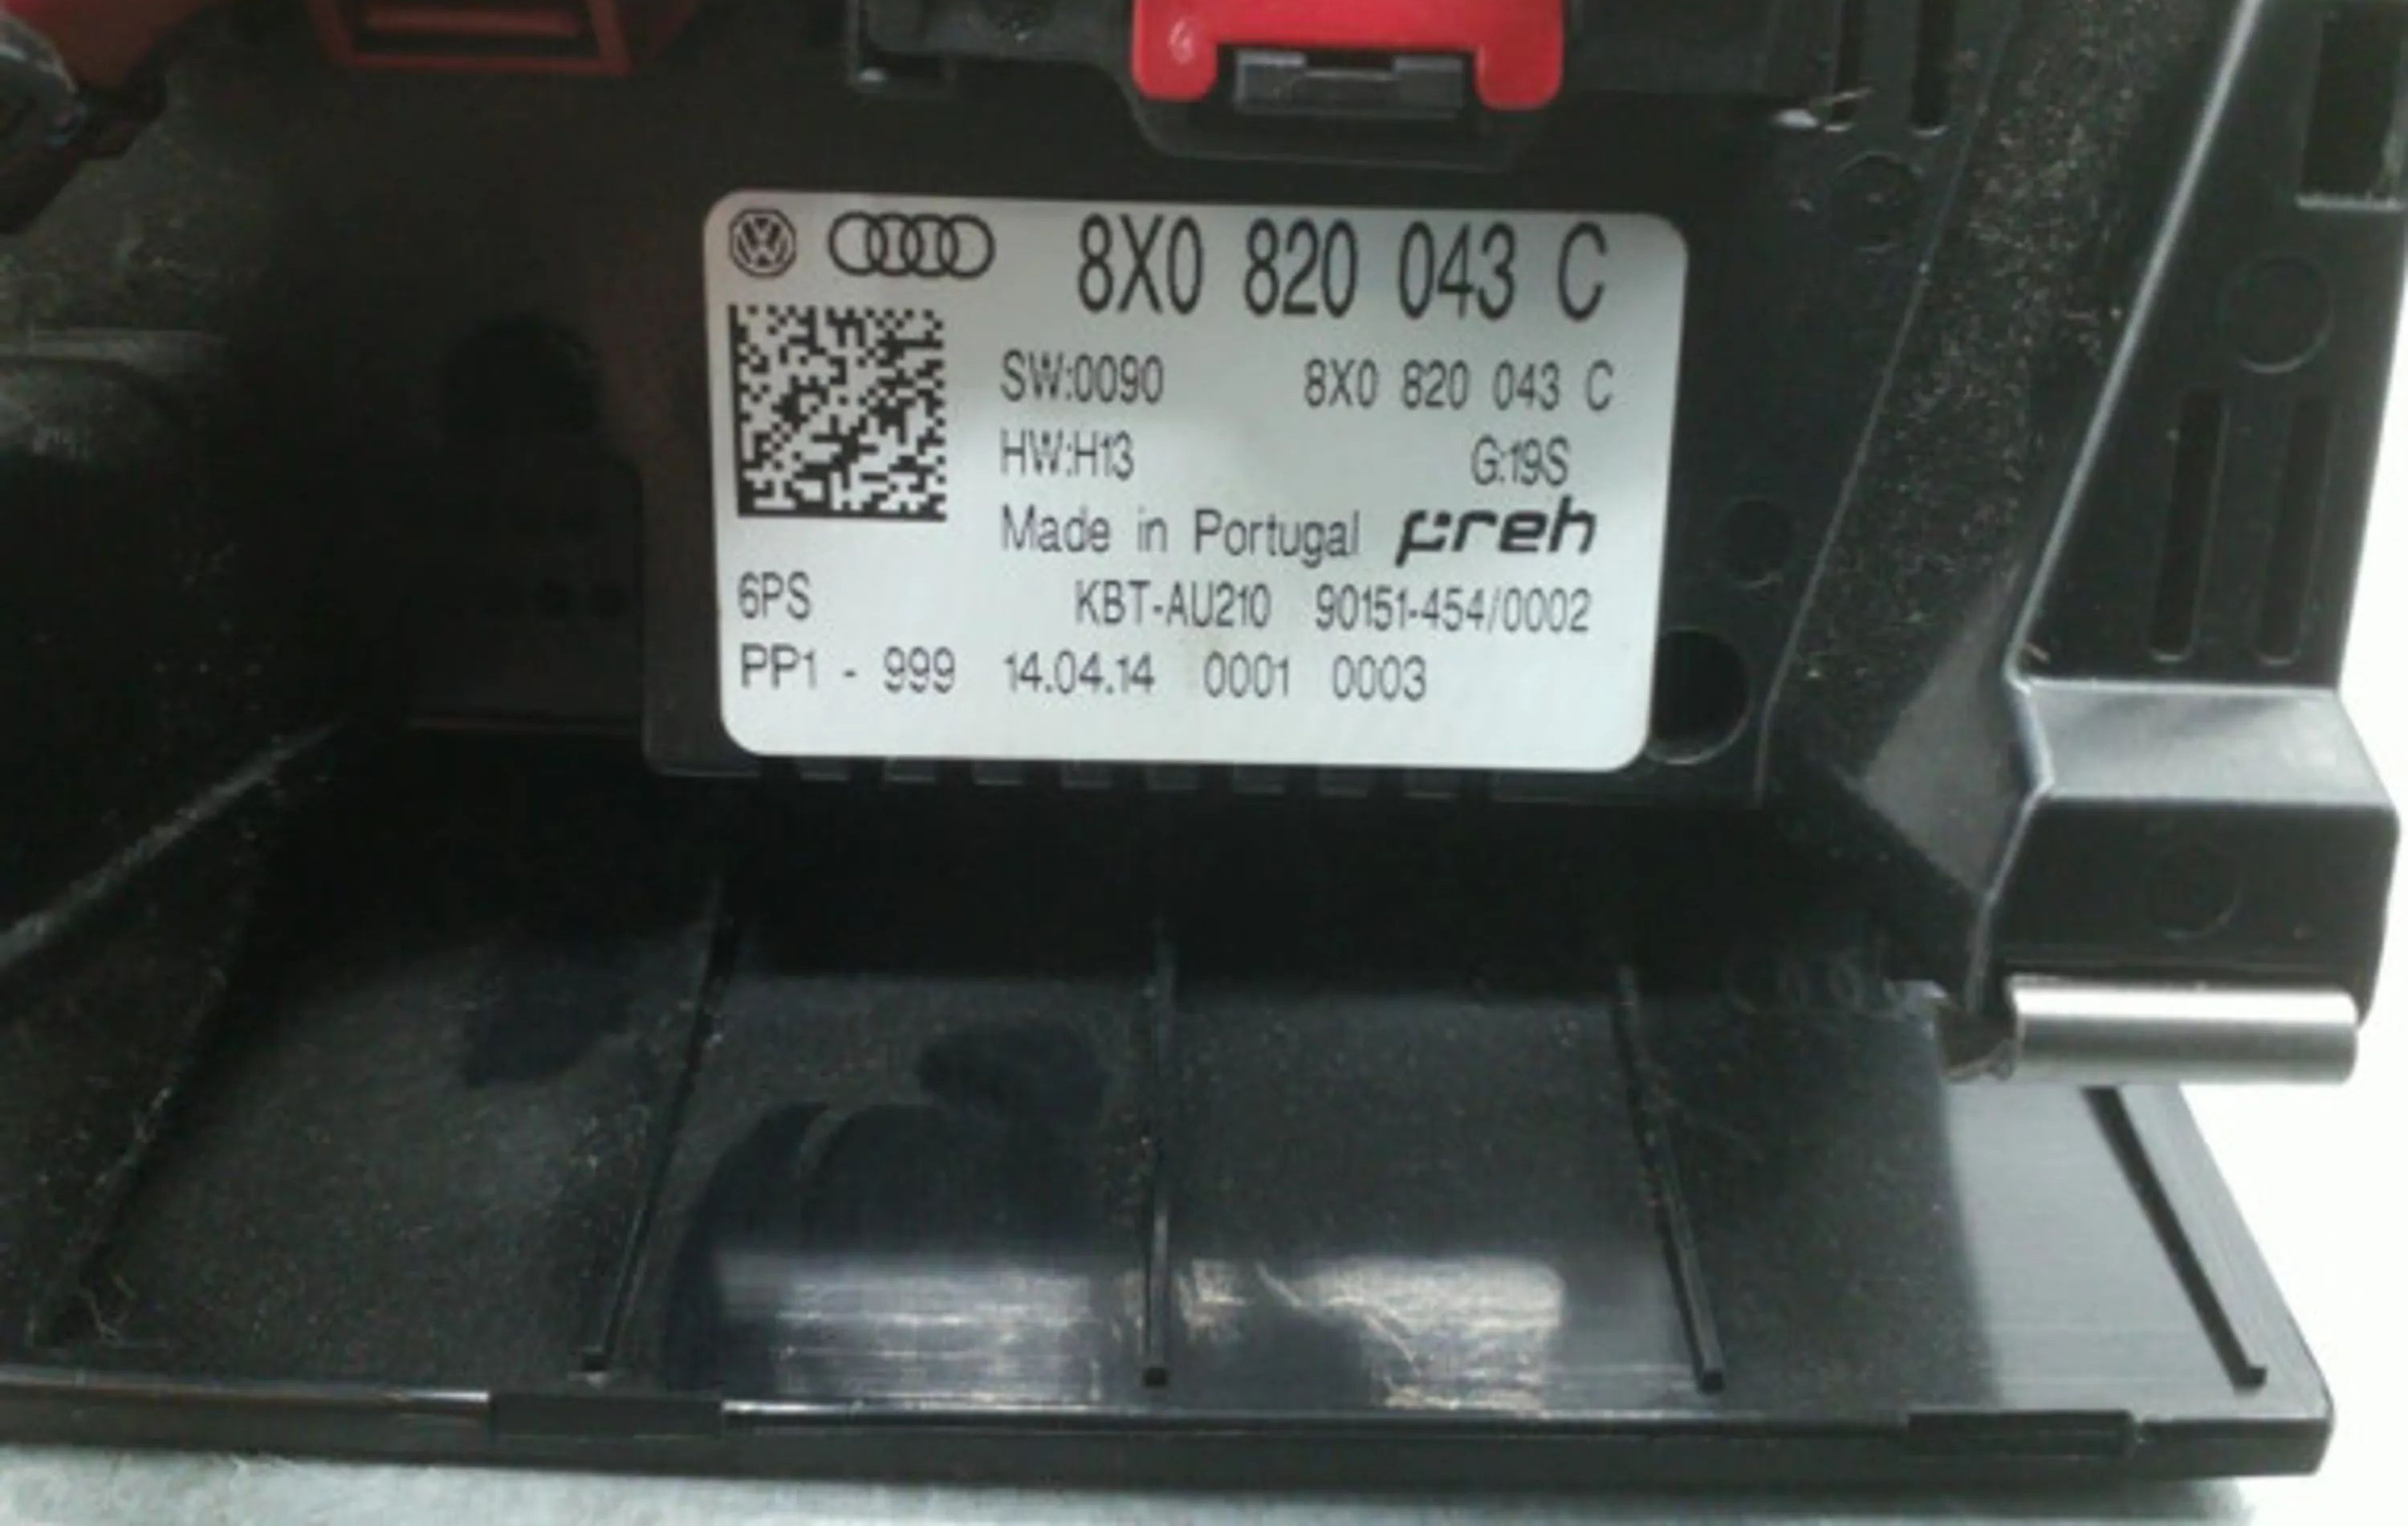 8X0 820 043 C
SW:0090 8X0 820 043 C
HW:H13 G:19S
Made in Portugal preh
6PS KBT-AU210 90151-454/0002
PP1 - 999 14.04.14 0001 0003